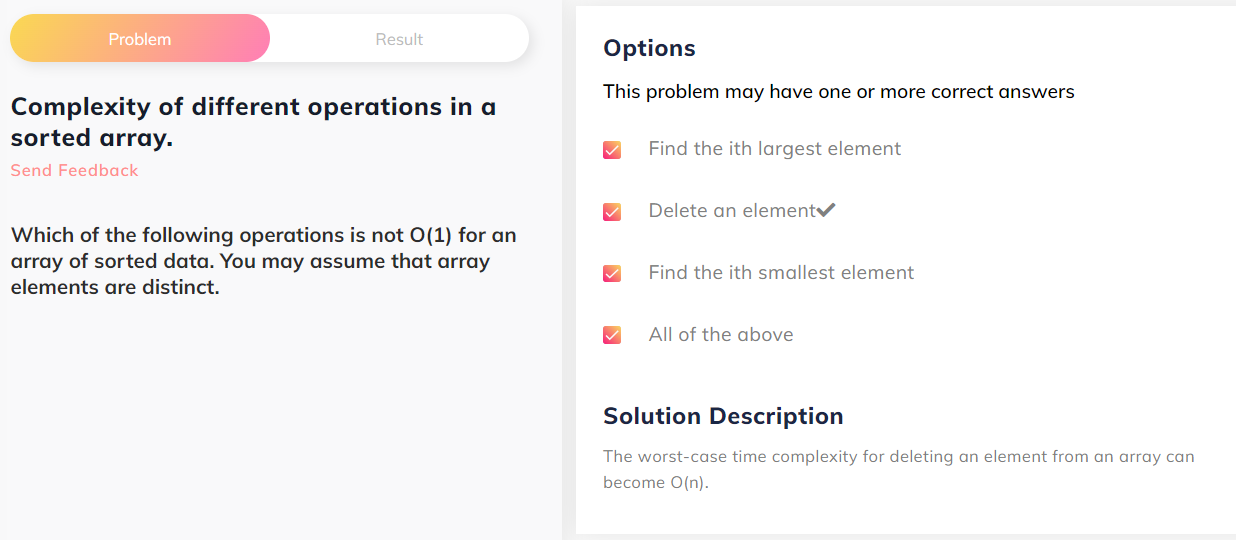 Problem
Result
Complexity of different operations in a
sorted array.
Send Feedback
Which of the following operations is not O(1) for an
array of sorted data. You may assume that array
elements are distinct.
Options
This problem may have one or more correct answers
Find the ith largest element
Delete an element
Find the ith smallest element
All of the above
Solution Description
The worst-case time complexity for deleting an element from an array can
become O(n).